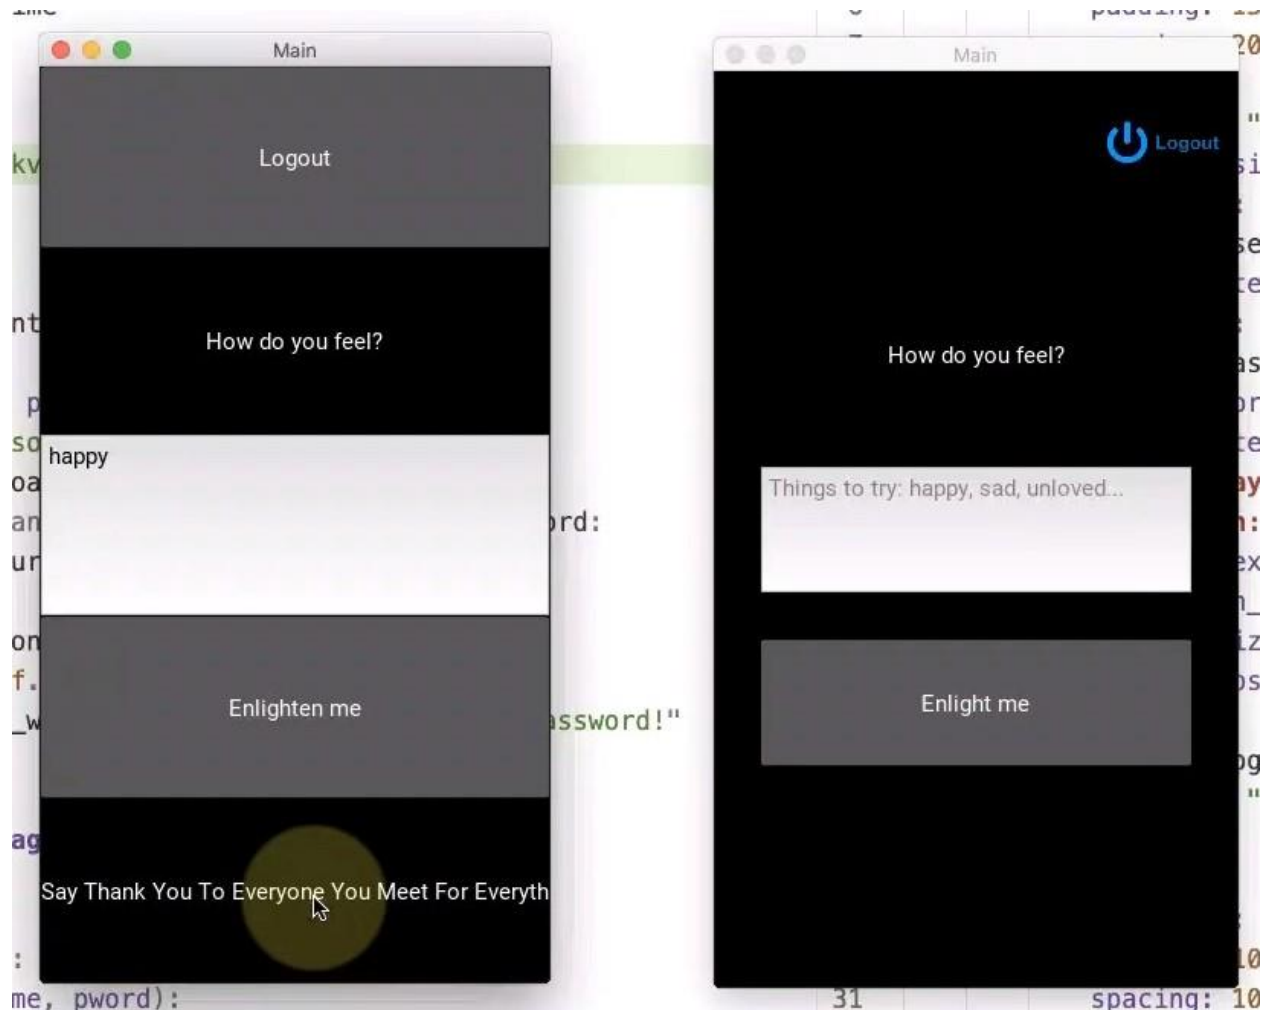 Main
Logout
How do you feel?
happy
Enlighten me
Say Thank You To Everyone You Meet For Everyth
Main
Logout
How do you feel?
Things to try: happy, sad, unloved...
Enlight me
kv
rd:
assword!"
me, pword):
20
31
spacing: 10